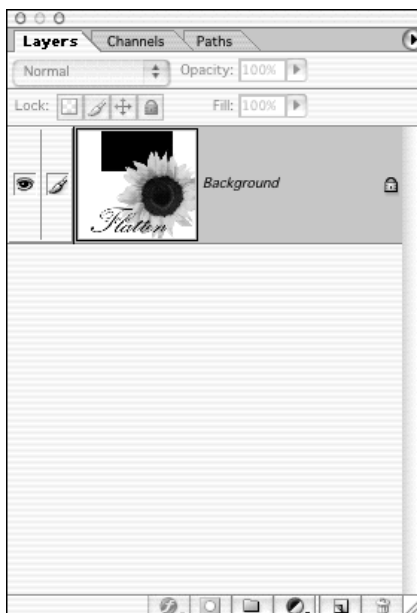 Layers Channels Paths
Normal Opacity: 100%
Lock: Fill: 100%
Background
Flatten